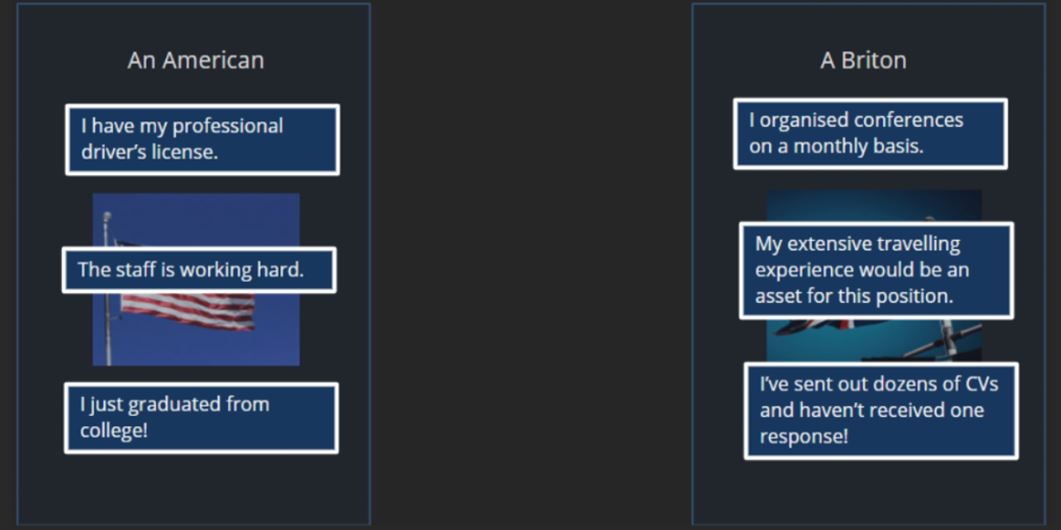 An American
I have my professional
driver's license.
The staff is working hard.
I just graduated from
college!
A Briton
I organised conferences
on a monthly basis.
My extensive travelling
experience would be an
asset for this position.
I've sent out dozens of CVs
and haven't received one
response!